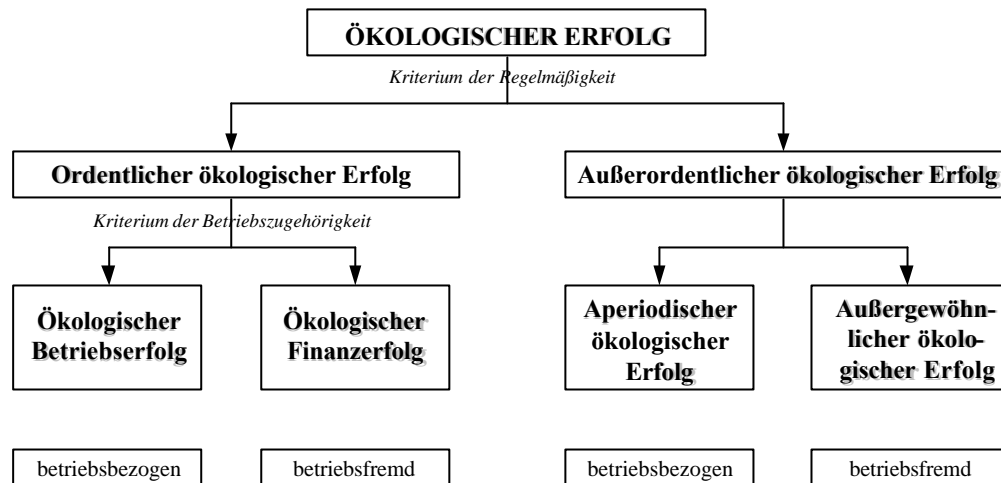 ÖKOLOGISCHER ERFOLG
Kriterium der Regelmäßigkeit
Ordentlicher ökologischer Erfolg
Außerordentlicher ökologischer Erfolg
Kriterium der Betriebszugehörigkeit
Ökologischer
Betriebserfolg
Ökologischer
Finanzerfolg
Aperiodischer
ökologischer
Erfolg
Außergewöhn-
licher ökolo-
gischer Erfolg
betriebsbezogen
betriebsfremd
betriebsbezogen
betriebsfremd